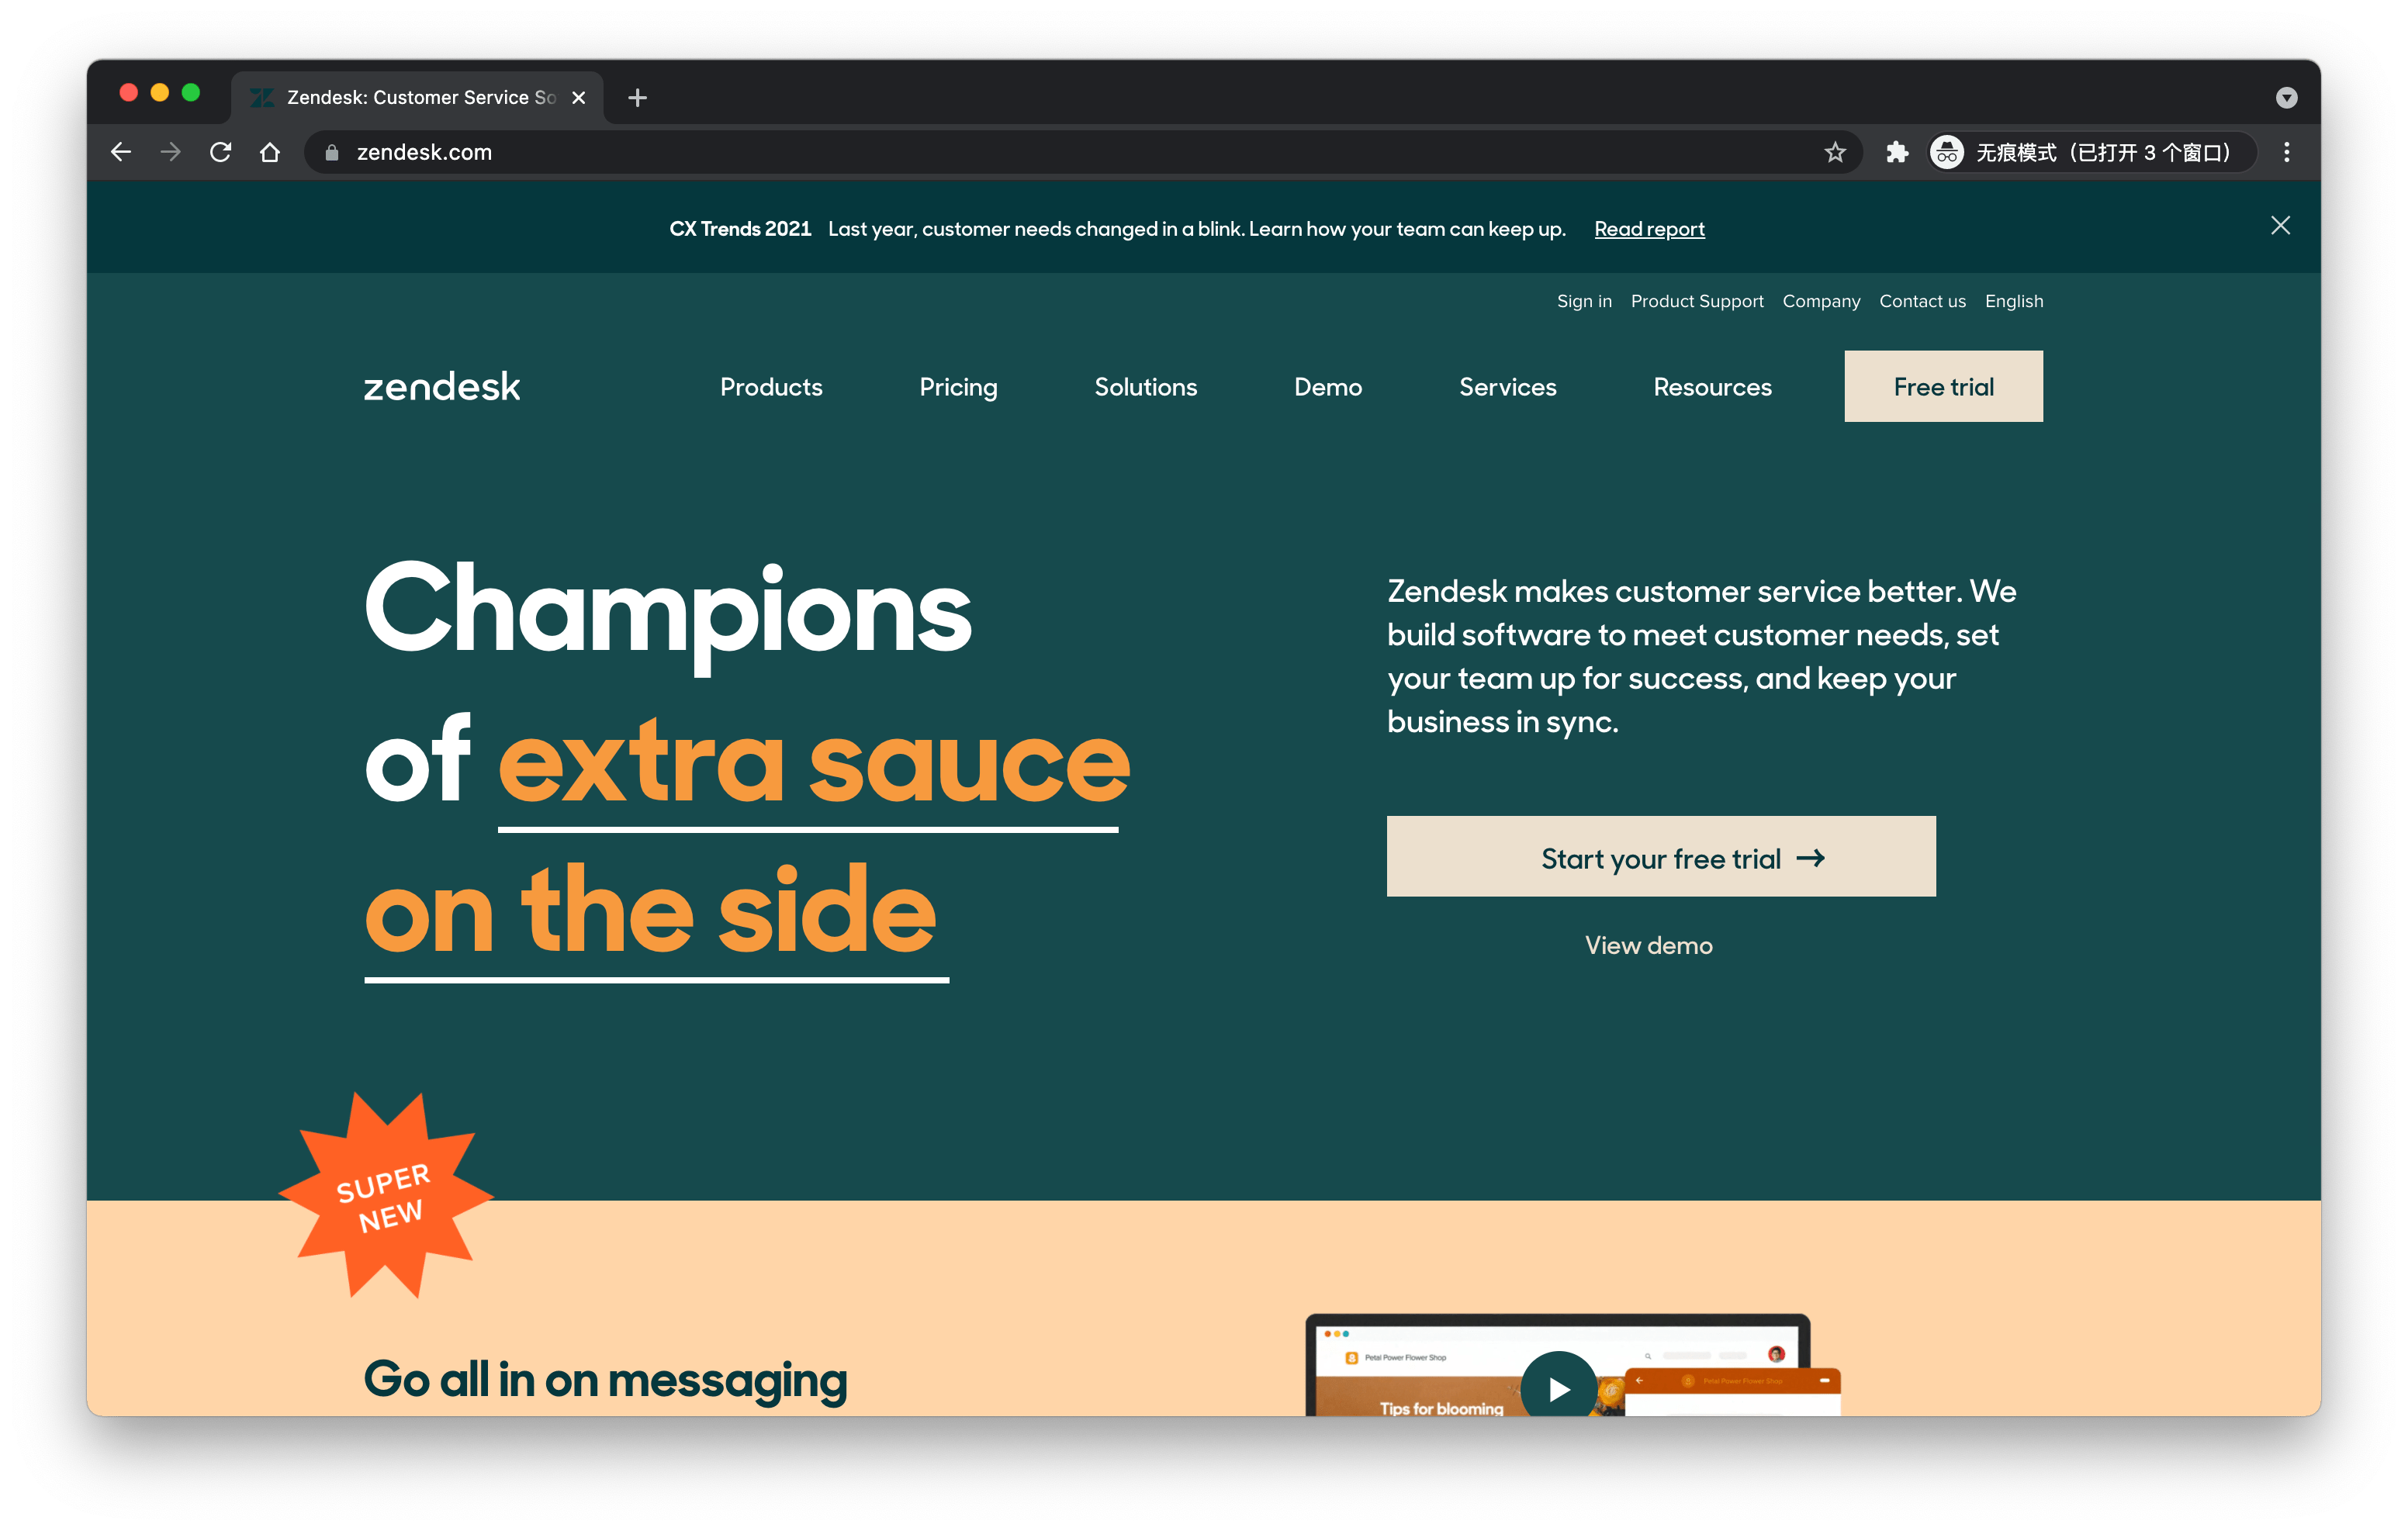 Zendesk: Customer Service So
zendesk.com
无痕模式（已打开 3 个窗口）
CX Trends 2021 Last year, customer needs changed in a blink. Learn how your team can keep up. Read report
Sign in Product Support Company Contact us English
zendesk Products Pricing Solutions Demo Services Resources Free trial
Champions
of extra sauce
on the side
Zendesk makes customer service better. We
build software to meet customer needs, set
your team up for success, and keep your
business in sync.
Start your free trial →
View demo
SUPER
NEW
Go all in on messaging
Petal Power Flower Shop
Petal Power Flower Shop
Tips for blooming